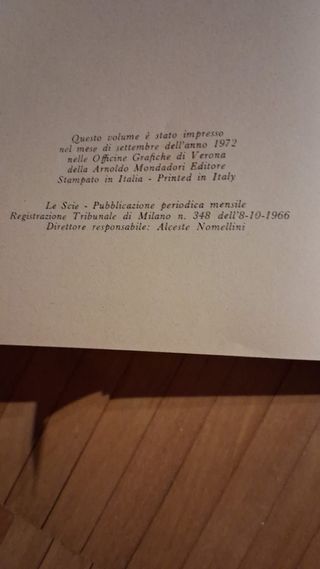 Questo volume è stato impresso
nel mese di settembre dell'anno 1972
nelle Officine Grafiche di Verona
della Arnoldo Mondadori Editore
Stampato in Italia - Printed in Italy
Le Scie - Pubblicazione periodica mensile
Registrazione Tribunale di Milano n. 348 dell'8-10-1966
Direttore responsabile: Alceste Nomellini